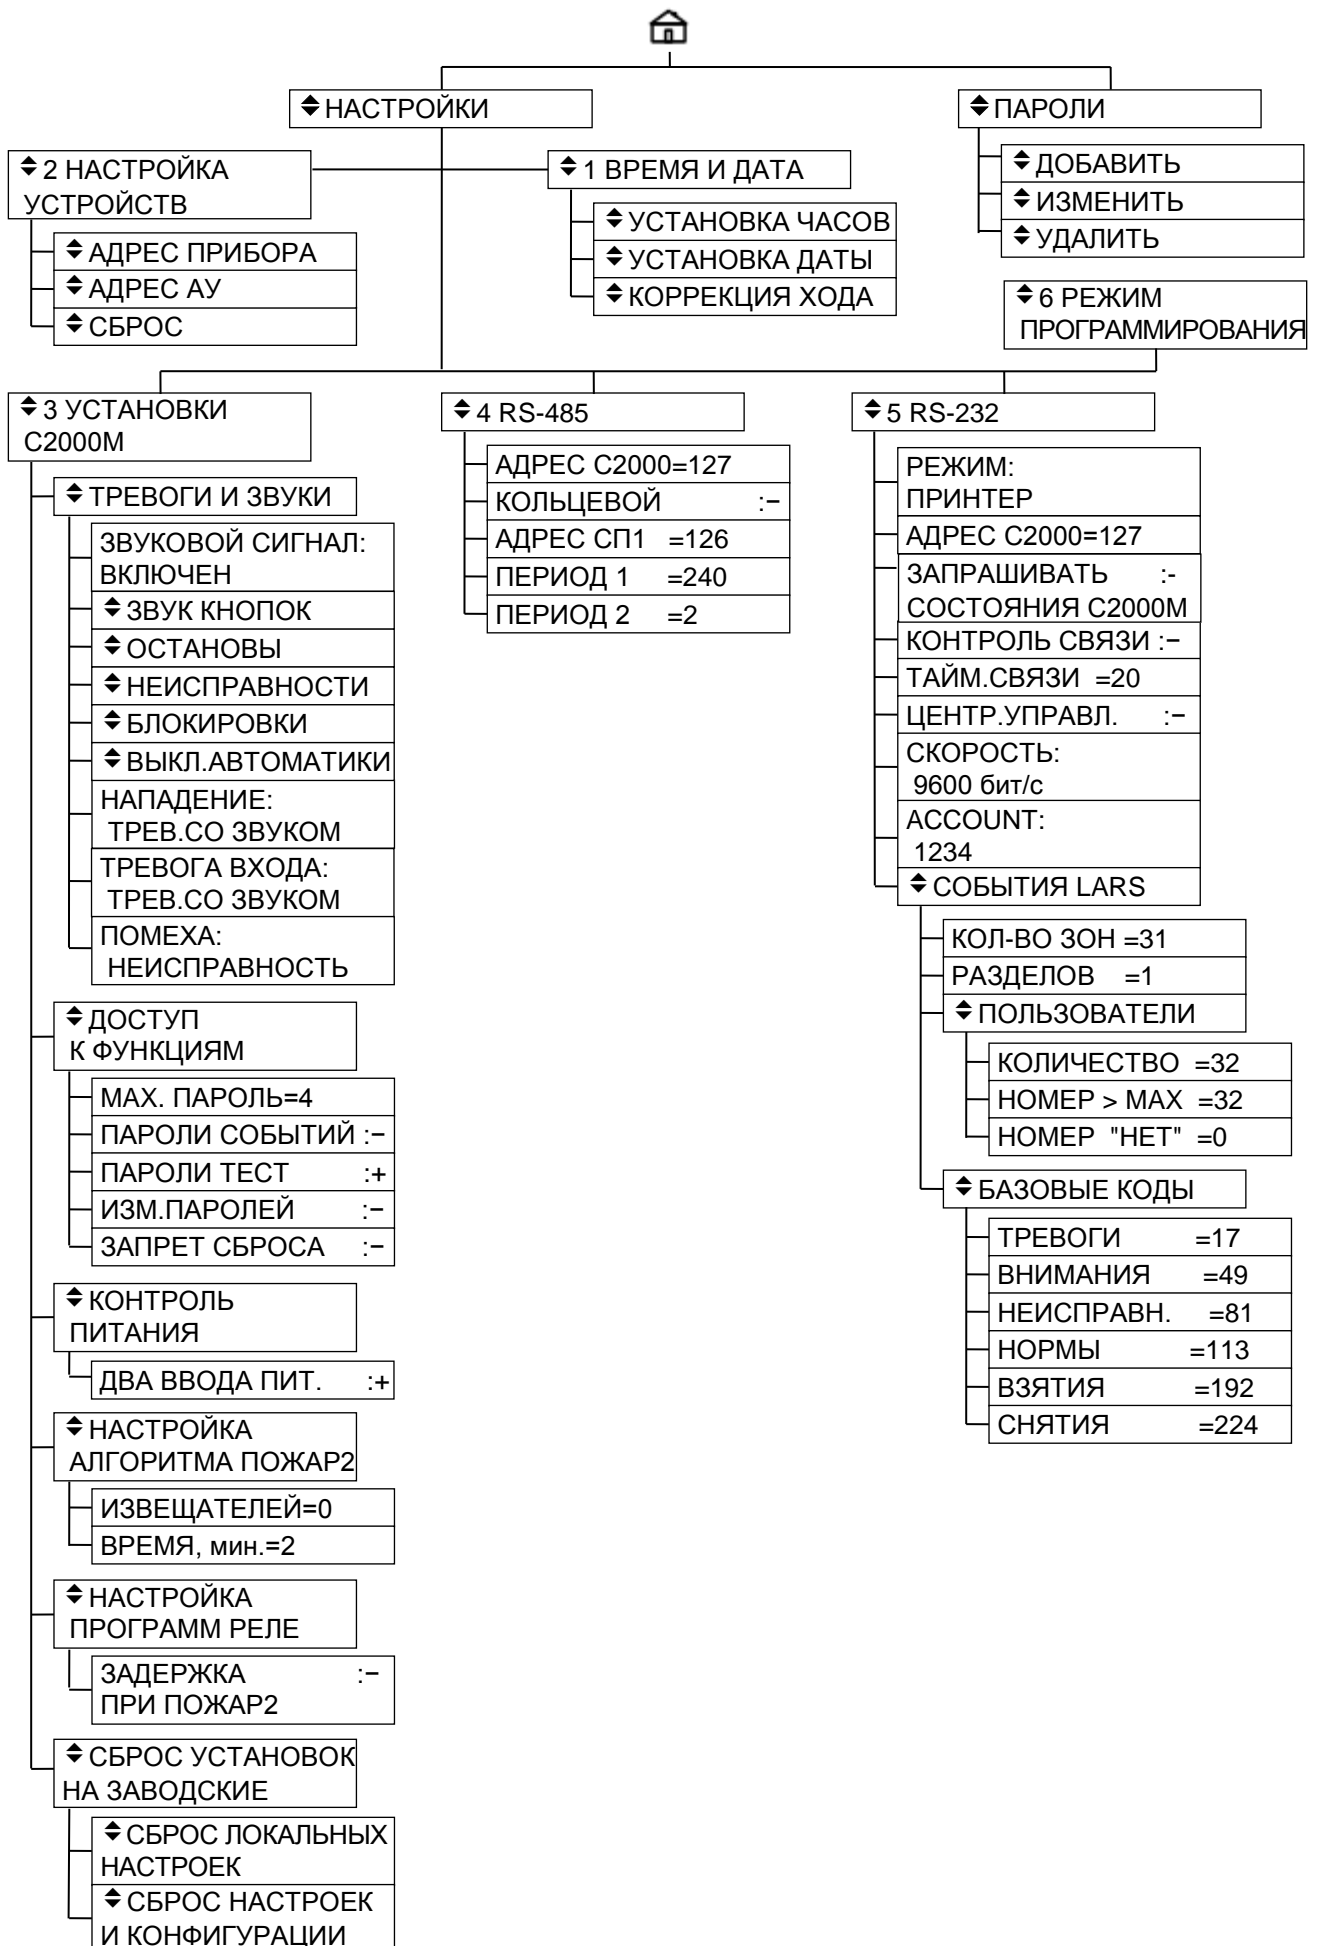 НАСТРОЙКИ
ПАРОЛИ
ДОБАВИТЬ
ИЗМЕНИТЬ
УДАЛИТЬ
2 НАСТРОЙКА
УСТРОЙСТВ
АДРЕС ПРИБОРА
АДРЕС АУ
СБРОС
1 ВРЕМЯ И ДАТА
УСТАНОВКА ЧАСОВ
УСТАНОВКА ДАТЫ
КОРРЕКЦИЯ ХОДА
6 РЕЖИМ
ПРОГРАММИРОВАНИЯ
3 УСТАНОВКИ
С2000М
ТРЕВОГИ И ЗВУКИ
ЗВУКОВОЙ СИГНАЛ:
ВКЛЮЧЕН
ЗВУК КНОПОК
ОСТАНОВЫ
НЕИСПРАВНОСТИ
БЛОКИРОВКИ
ВЫКЛ.АВТОМАТИКИ
НАПАДЕНИЕ:
ТРЕВ.СО ЗВУКОМ
ТРЕВОГА ВХОДА:
ТРЕВ.СО ЗВУКОМ
ПОМЕХА:
НЕИСПРАВНОСТЬ
ДОСТУП
К ФУНКЦИЯМ
МАХ. ПАРОЛЬ=4
ПАРОЛИ СОБЫТИЙ :−
ПАРОЛИ ТЕСТ :+
ИЗМ.ПАРОЛЕЙ :−
ЗАПРЕТ СБРОСА :−
КОНТРОЛЬ
ПИТАНИЯ
ДВА ВВОДА ПИТ. :+
НАСТРОЙКА
АЛГОРИТМА ПОЖАР2
ИЗВЕЩАТЕЛЕЙ=0
ВРЕМЯ, мин.=2
НАСТРОЙКА
ПРОГРАММ РЕЛЕ
ЗАДЕРЖКА :−
ПРИ ПОЖАР2
СБРОС УСТАНОВОК
НА ЗАВОДСКИЕ
СБРОС ЛОКАЛЬНЫХ
НАСТРОЕК
СБРОС НАСТРОЕК
И КОНФИГУРАЦИИ
4 RS-485
АДРЕС С2000=127
КОЛЬЦЕВОЙ :−
АДРЕС СП1 =126
ПЕРИОД 1 =240
ПЕРИОД 2 =2
5 RS-232
РЕЖИМ:
ПРИНТЕР
АДРЕС С2000=127
ЗАПРАШИВАТЬ :-
СОСТОЯНИЯ С2000М
КОНТРОЛЬ СВЯЗИ :−
ТАЙМ.СВЯЗИ =20
ЦЕНТР.УПРАВЛ. :−
СКОРОСТЬ:
9600 бит/с
ACCOUNT:
1234
СОБЫТИЯ LARS
КОЛ-ВО ЗОН =31
РАЗДЕЛОВ =1
ПОЛЬЗОВАТЕЛИ
КОЛИЧЕСТВО =32
НОМЕР > MAX =32
НОМЕР "НЕТ" =0
БАЗОВЫЕ КОДЫ
ТРЕВОГИ =17
ВНИМАНИЯ =49
НЕИСПРАВН. =81
НОРМЫ =113
ВЗЯТИЯ =192
СНЯТИЯ =224